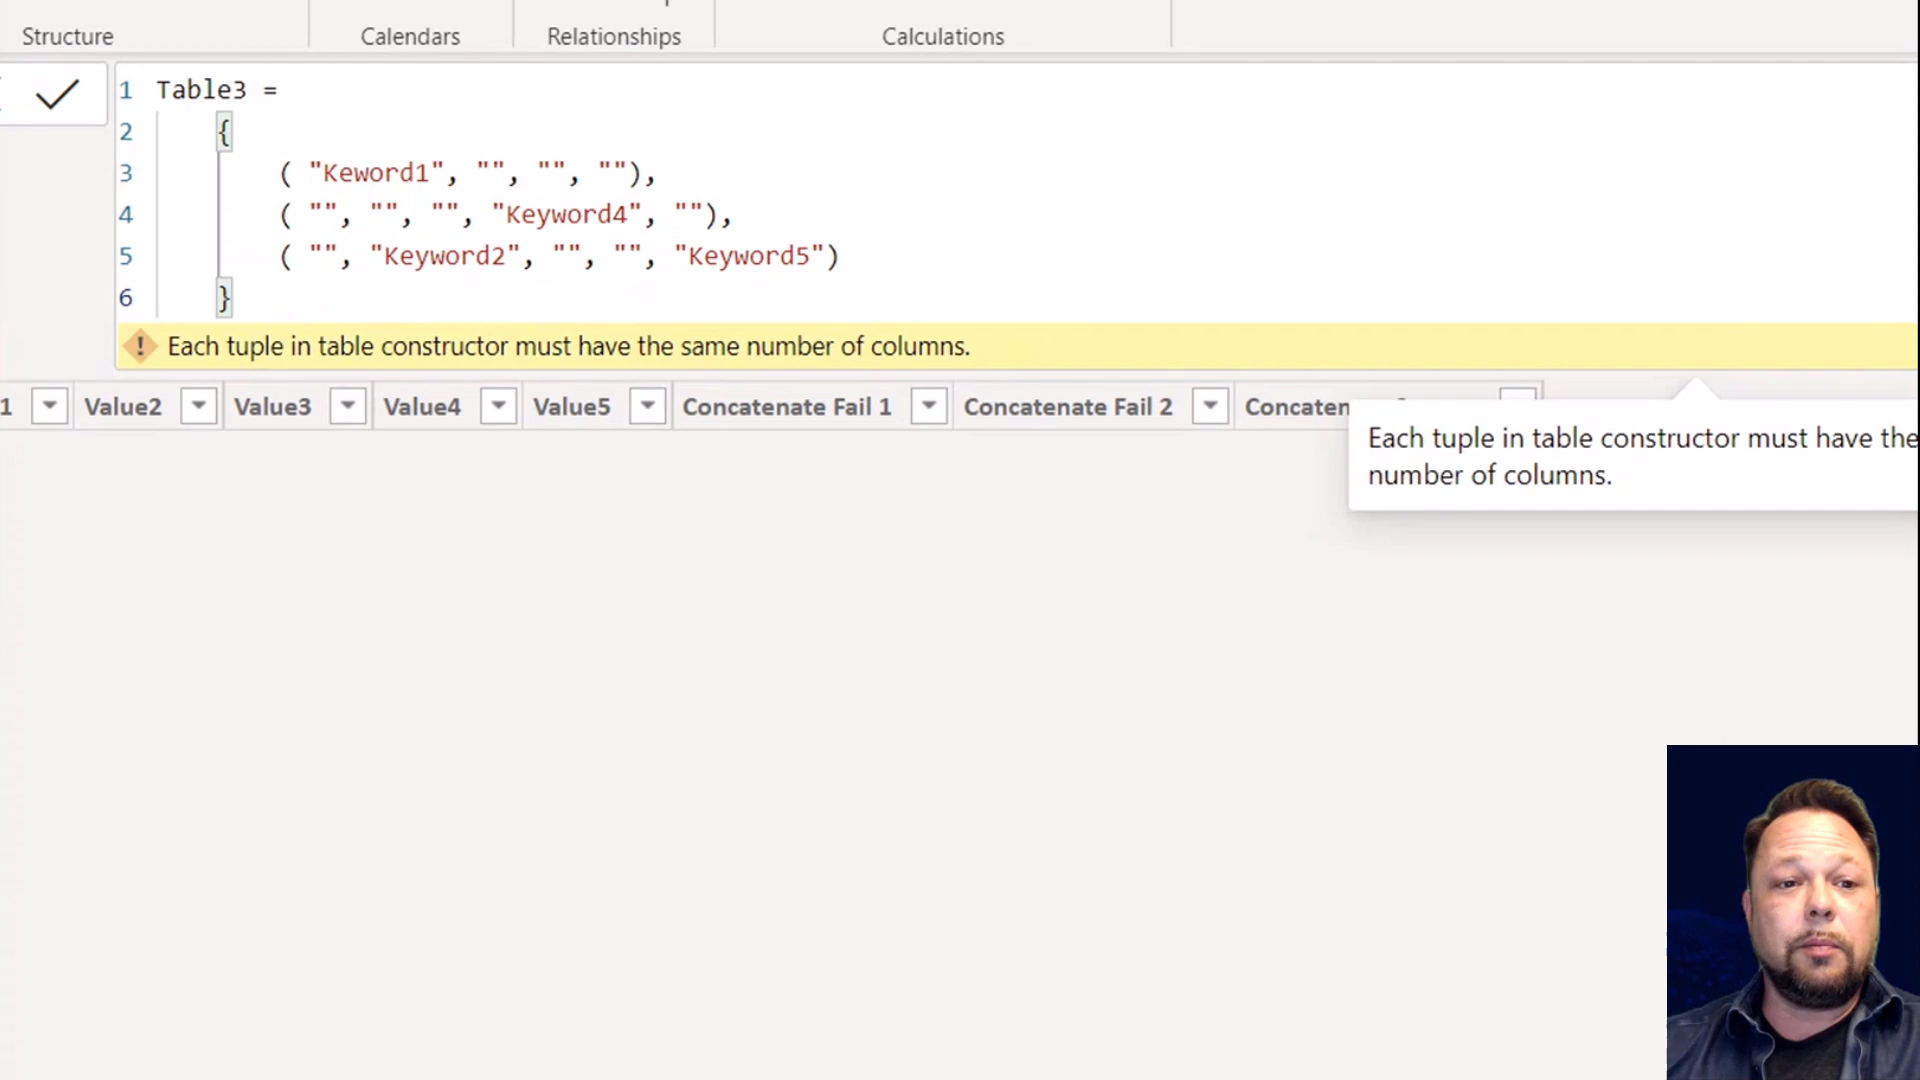 Structure
Calendars
Relationships
Calculations
1 Table3 =
2 {
3 ( "Keword1", "", "", ""),
4 ( "", "", "", "Keyword4", ""),
5 ( "", "Keyword2", "", "", "Keyword5")
6 }
Each tuple in table constructor must have the same number of columns.
1 Value2 Value3 Value4 Value5 Concatenate Fail 1 Concatenate Fail 2 Concaten
Each tuple in table constructor must have the
number of columns.